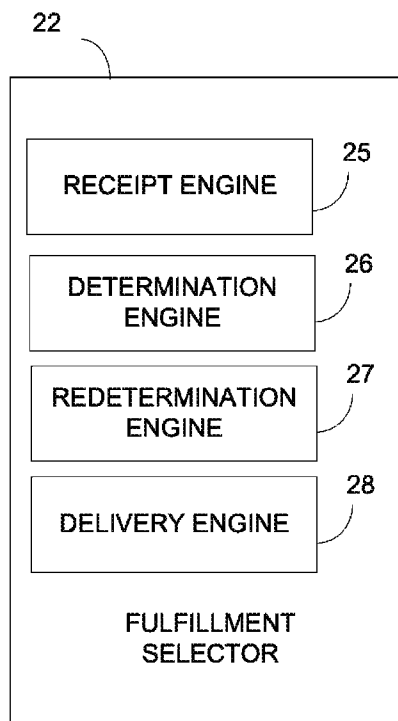 22
RECEIPT ENGINE
25
DETERMINATION
ENGINE
26
REDETERMINATION
ENGINE
27
DELIVERY ENGINE
28
FULFILLMENT
SELECTOR